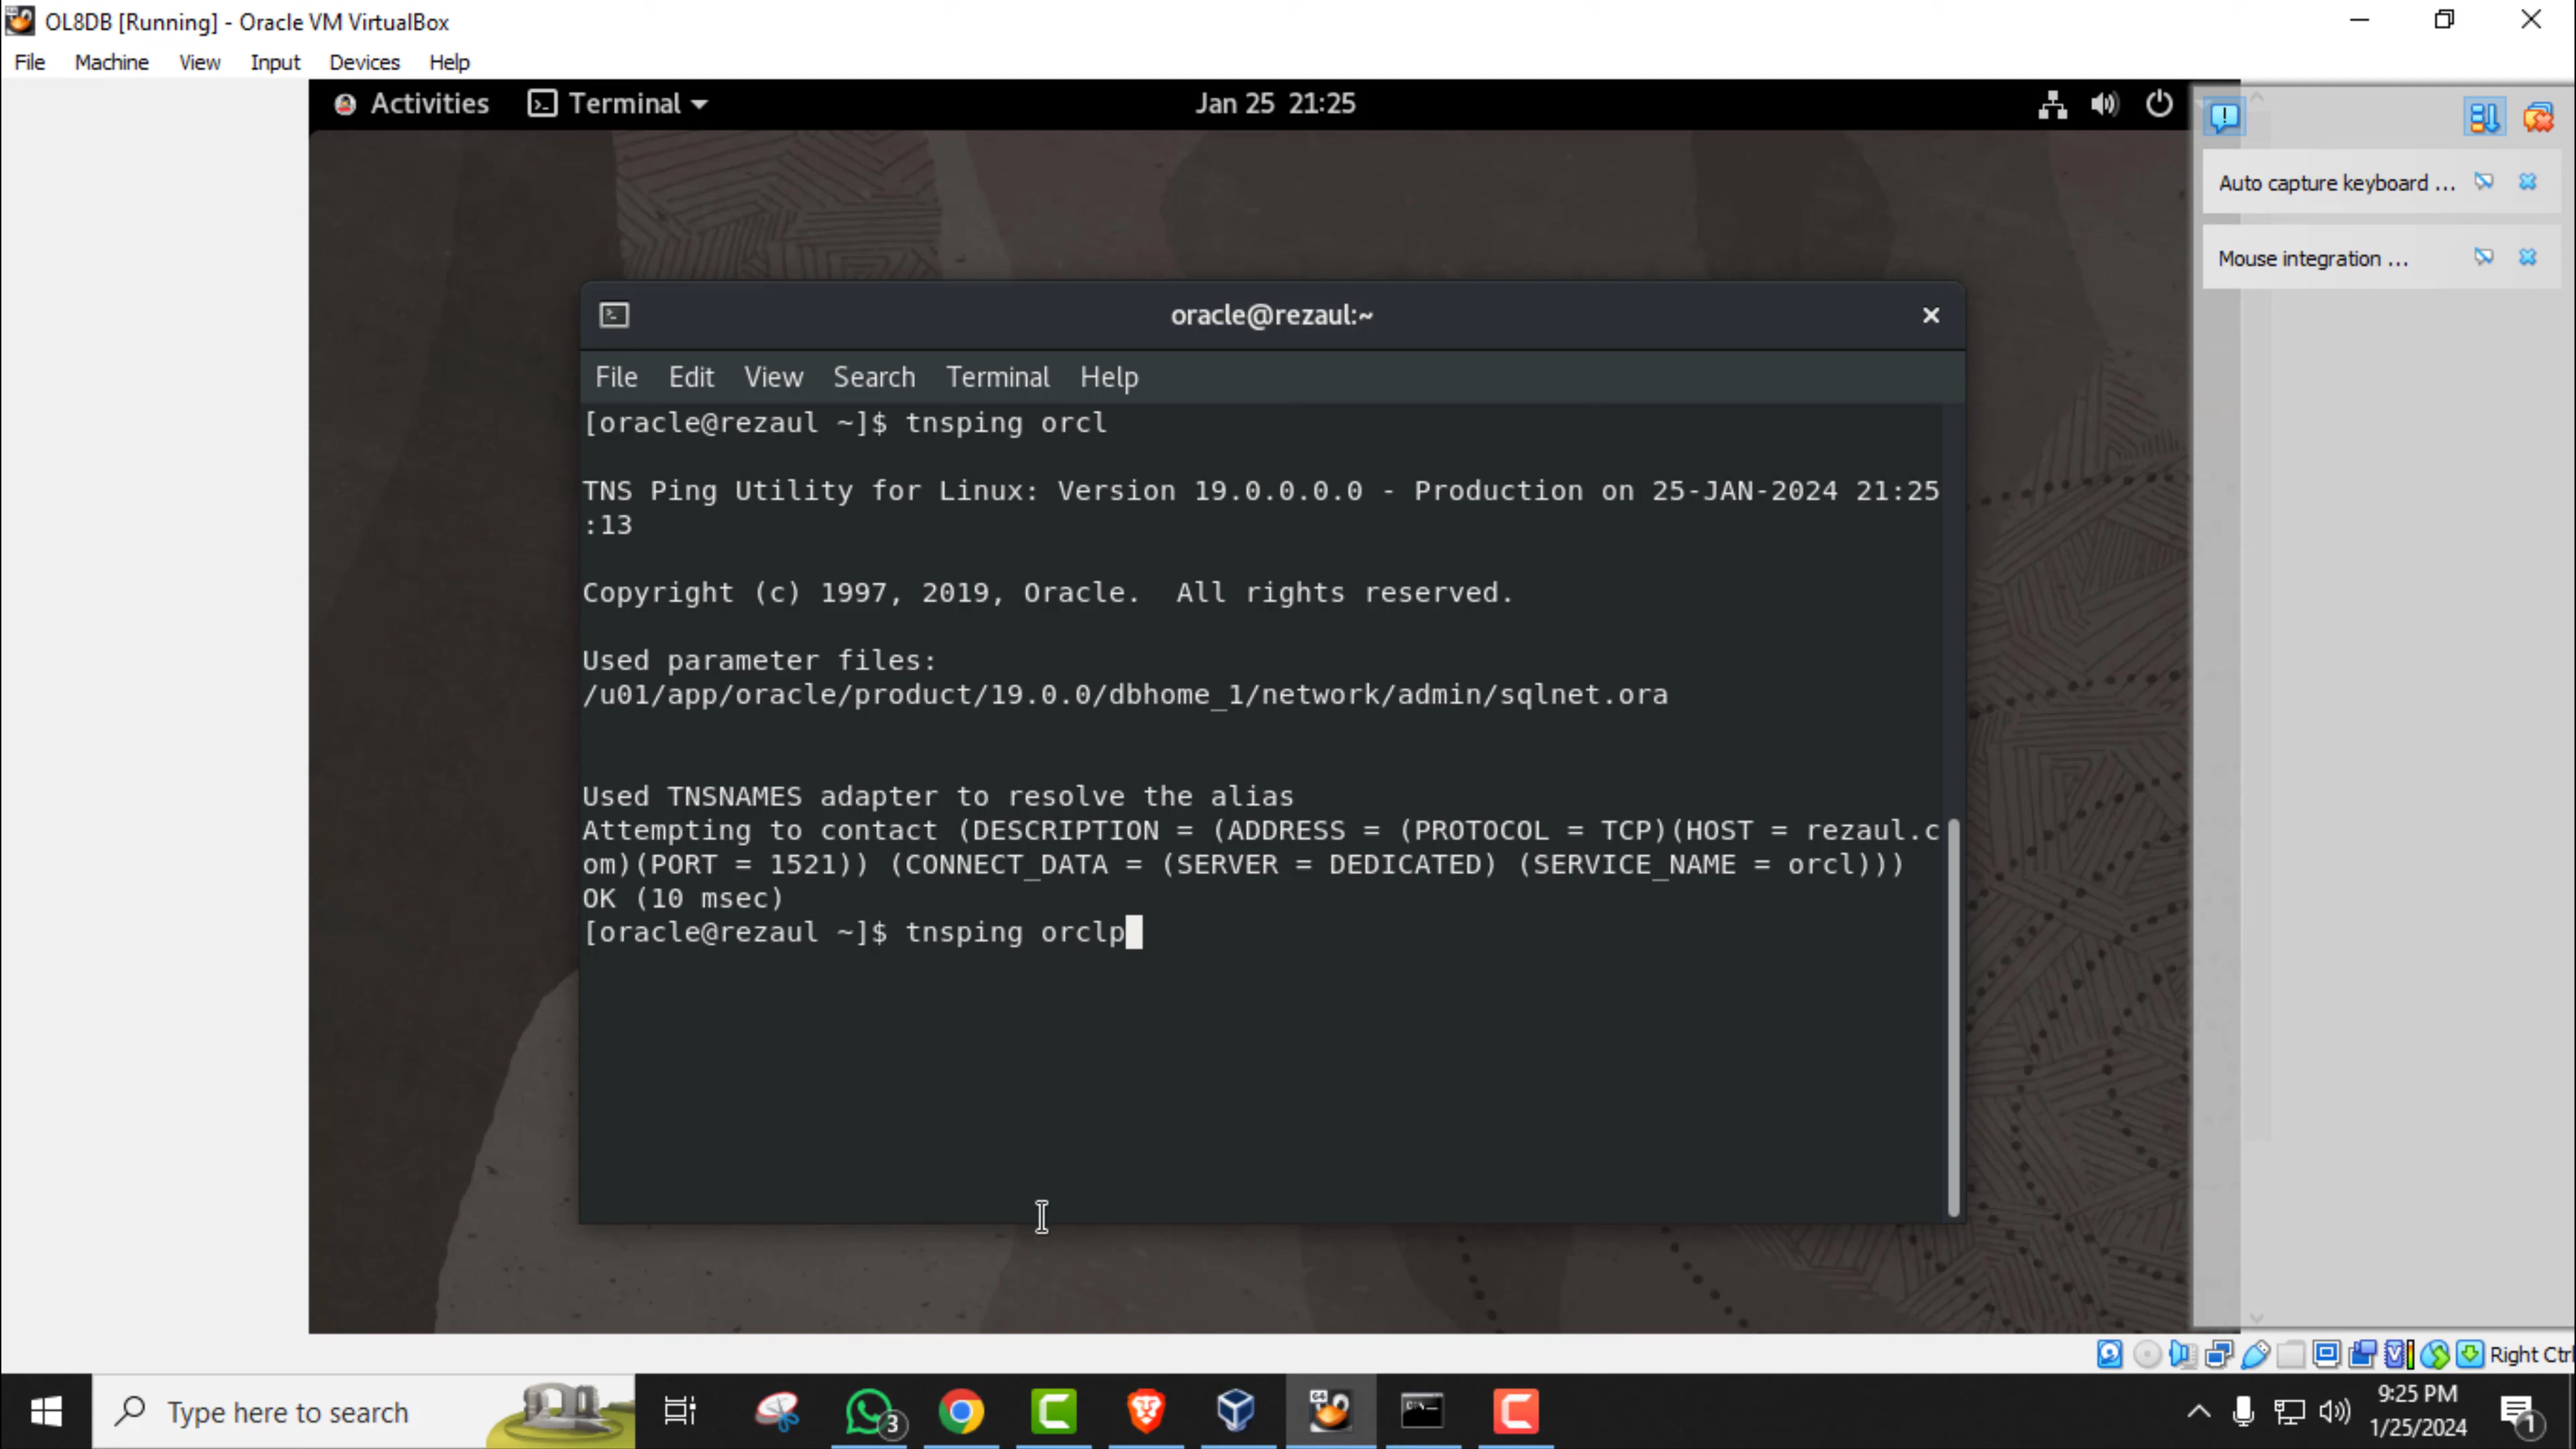 OL8DB [Running] - Oracle VM VirtualBox
File Machine View Input Devices Help
Activities Terminal Jan 25 21:25
Auto capture keyboard ...
Mouse integration ...
oracle@rezaul:~
File Edit View Search Terminal Help
[oracle@rezaul ~]$ tnsping orcl
TNS Ping Utility for Linux: Version 19.0.0.0.0 - Production on 25-JAN-2024 21:25
:13
Copyright (c) 1997, 2019, Oracle.  All rights reserved.
Used parameter files:
/u01/app/oracle/product/19.0.0/dbhome_1/network/admin/sqlnet.ora
Used TNSNAMES adapter to resolve the alias
Attempting to contact (DESCRIPTION = (ADDRESS = (PROTOCOL = TCP)(HOST = rezaul.c
om)(PORT = 1521)) (CONNECT_DATA = (SERVER = DEDICATED) (SERVICE_NAME = orcl)))
OK (10 msec)
[oracle@rezaul ~]$ tnsping orclp
Right Ctrl
Type here to search
3
64
9:25 PM
1/25/2024
1